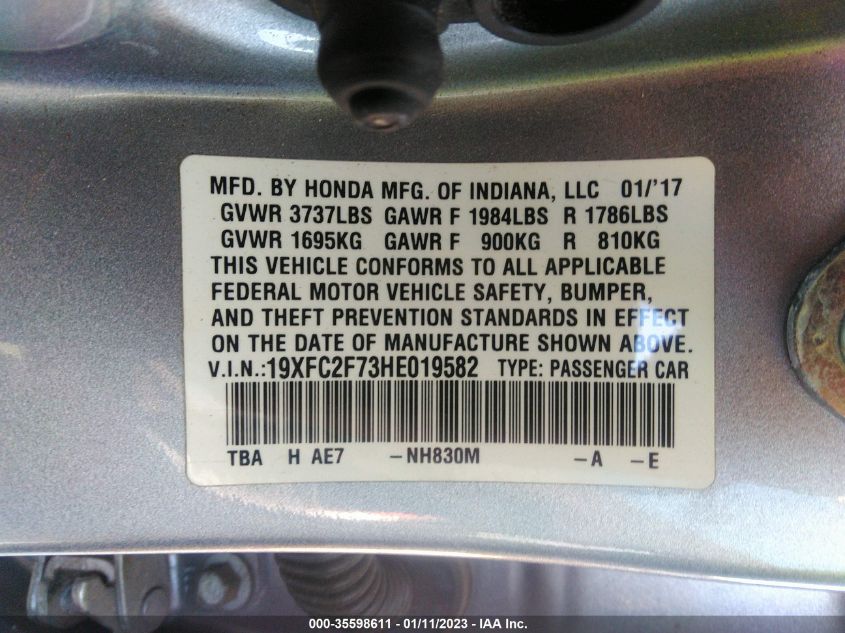 MFD. BY HONDA MFG. OF INDIANA, LLC 01/'17
GVWR 3737LBS GAWR F 1984LBS R 1786LBS
GVWR 1695KG GAWR F 900KG R 810KG
THIS VEHICLE CONFORMS TO ALL APPLICABLE
FEDERAL MOTOR VEHICLE SAFETY, BUMPER,
AND THEFT PREVENTION STANDARDS IN EFFECT
ON THE DATE OF MANUFACTURE SHOWN ABOVE.
V.I.N.:19XFC2F73HE019582 TYPE: PASSENGER CAR
TBA H AE7 -NH830M -A -E
000-35598611 - 01/11/2023 - IAA Inc.